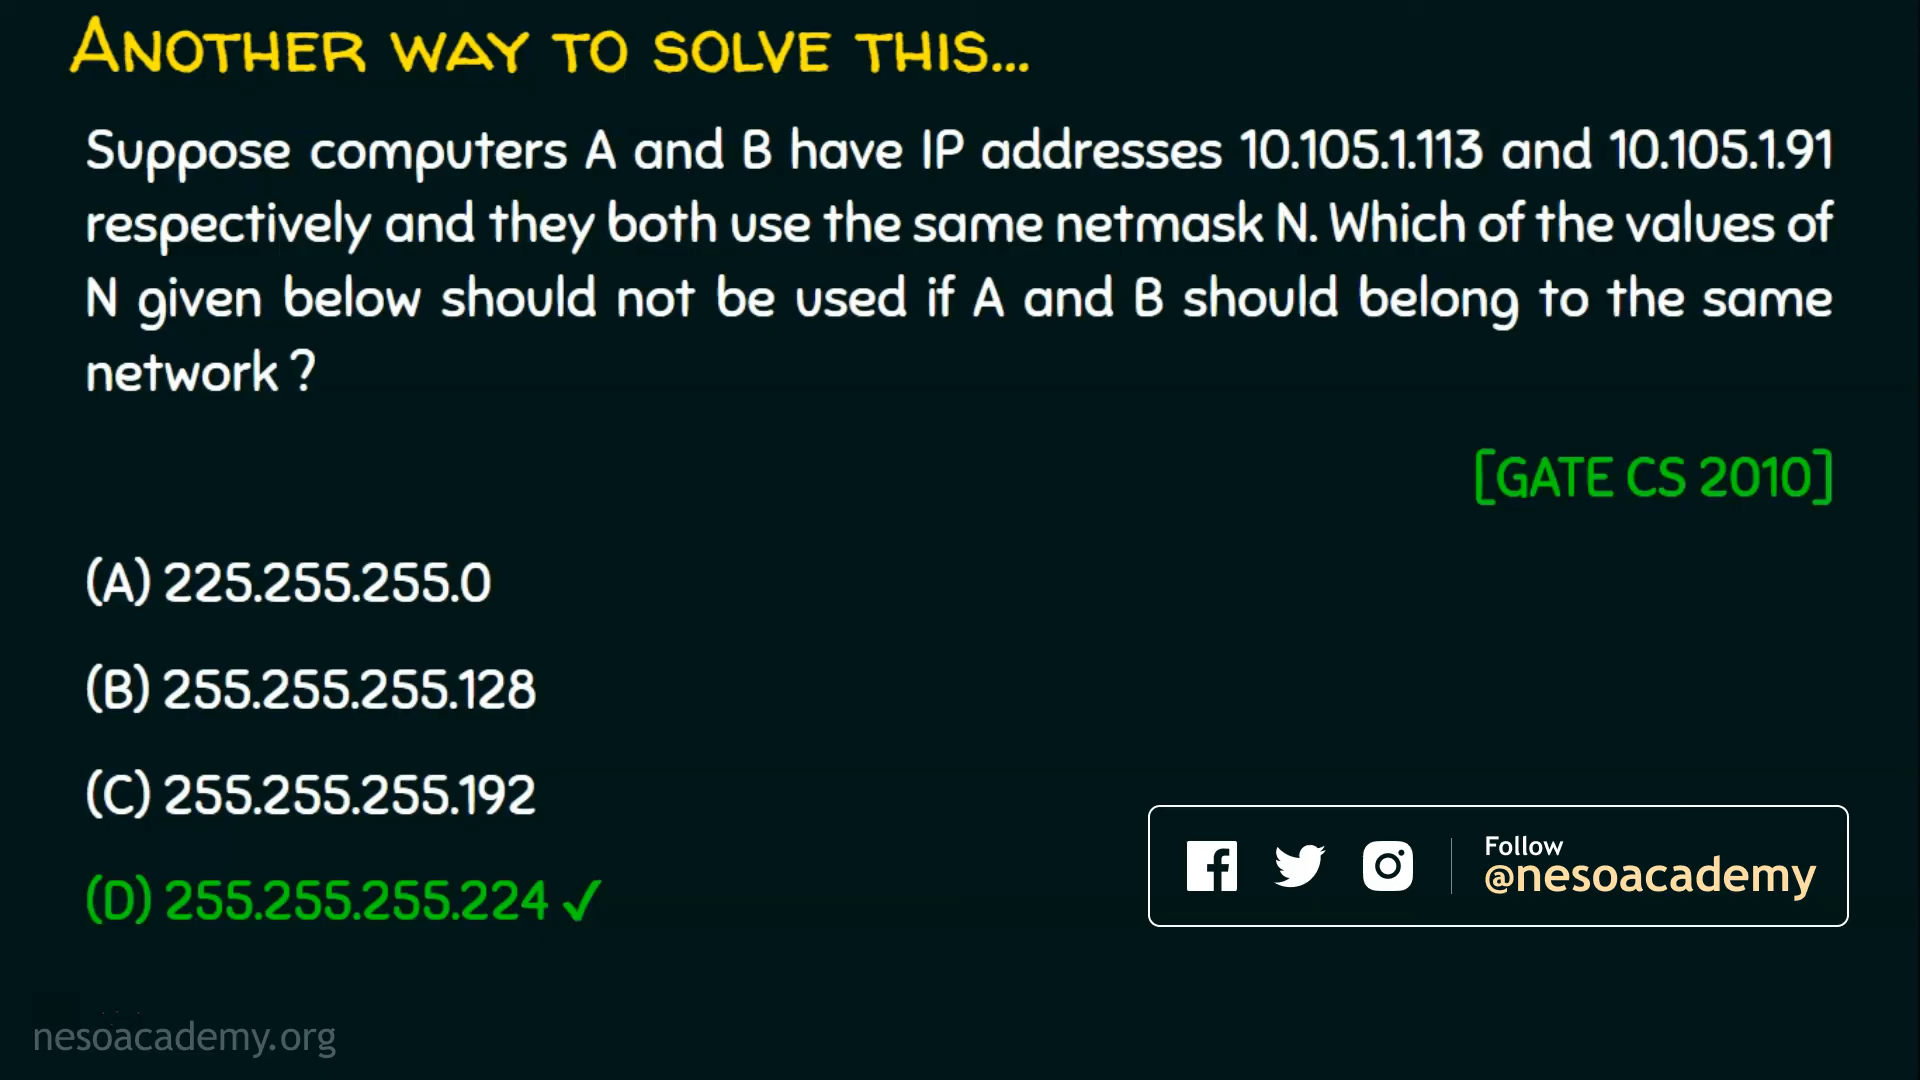 ANOTHER WAY TO SOLVE THIS...
Suppose computers A and B have IP addresses 10.105.1.113 and 10.105.1.91
respectively and they both use the same netmask N. Which of the values of
N given below should not be used if A and B should belong to the same
network ?
[GATE CS 2010]
(A) 225.255.255.0
(B) 255.255.255.128
(C) 255.255.255.192
(D) 255.255.255.224 ✓
Follow
@nesoacademy
nesoacademy.org